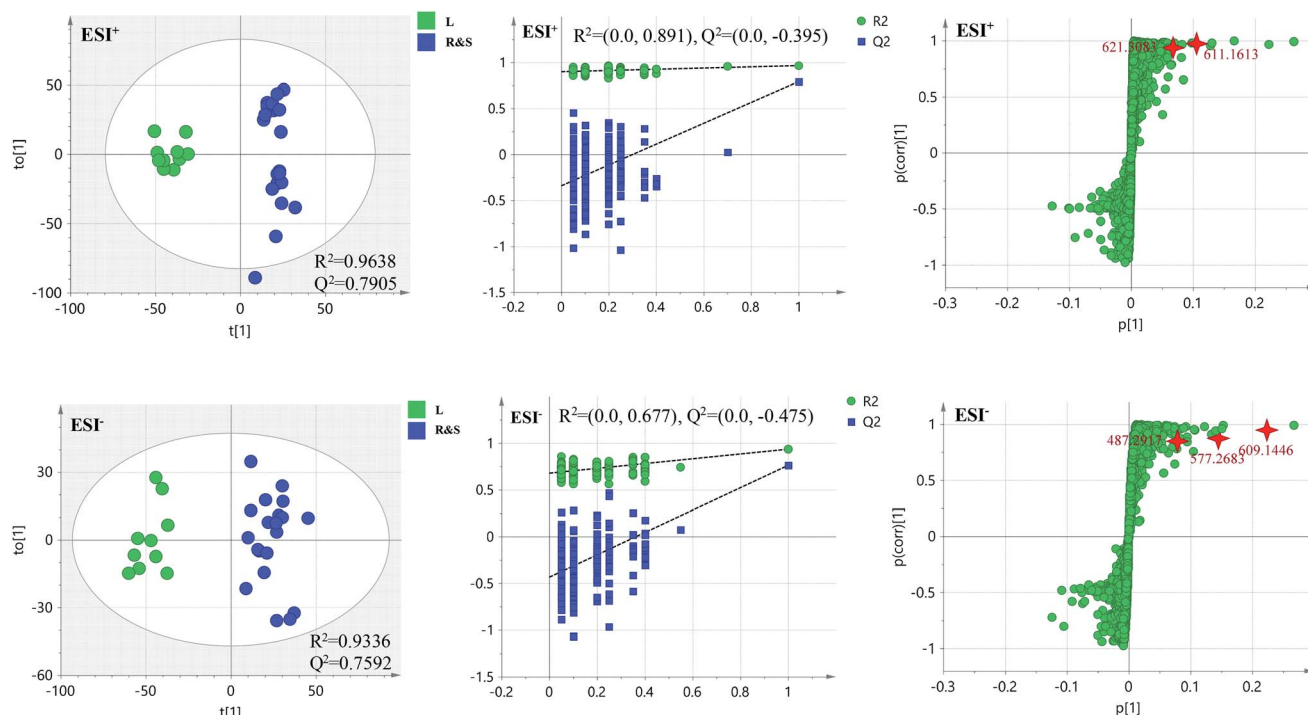 ESI⁺
L
R&S
to[1]
50
0
-50
-100
R²=0.9638
Q²=0.7905
-100
-50
0
50
t[1]
ESI⁺
R²=(0.0, 0.891), Q²=(0.0, -0.395)
R2
Q2
1
0.5
0
-0.5
-1
-1.5
-0.2
0
0.2
0.4
0.6
0.8
1
1.2
ESI⁺
621.3083
611.1613
p(corr)[1]
1
0.5
0
-0.5
-1
-0.3
-0.2
-0.1
0
0.1
0.2
p[1]
ESI⁻
L
R&S
to[1]
30
0
-30
-60
R²=0.9336
Q²=0.7592
-50
0
50
t[1]
ESI⁻
R²=(0.0, 0.677), Q²=(0.0, -0.475)
R2
Q2
1
0.5
0
-0.5
-1
-1.5
0
0.2
0.4
0.6
0.8
1
ESI⁻
487.2917
577.2683
609.1446
p(corr)[1]
1
0.5
0
-0.5
-1
-0.3
-0.2
-0.1
0
0.1
0.2
p[1]